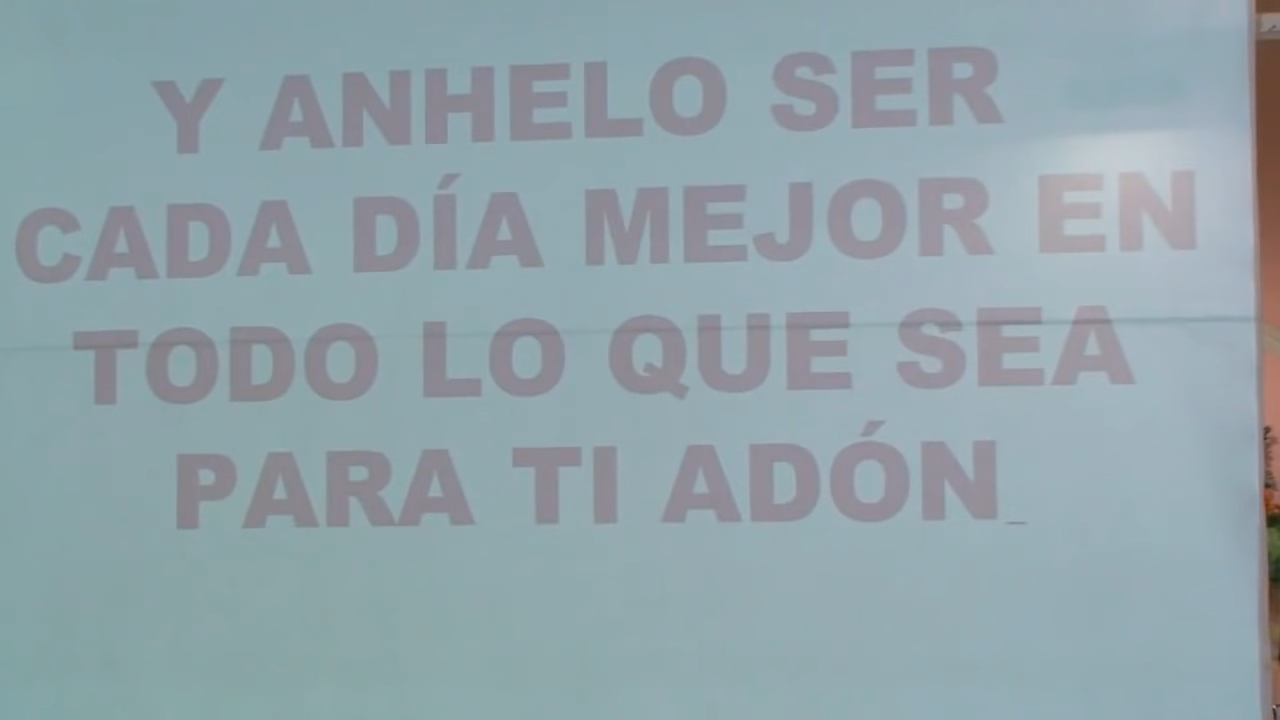 Y ANHELO SER
CADA DÍA MEJOR EN
TODO LO QUE SEA
PARA TI ADÓN